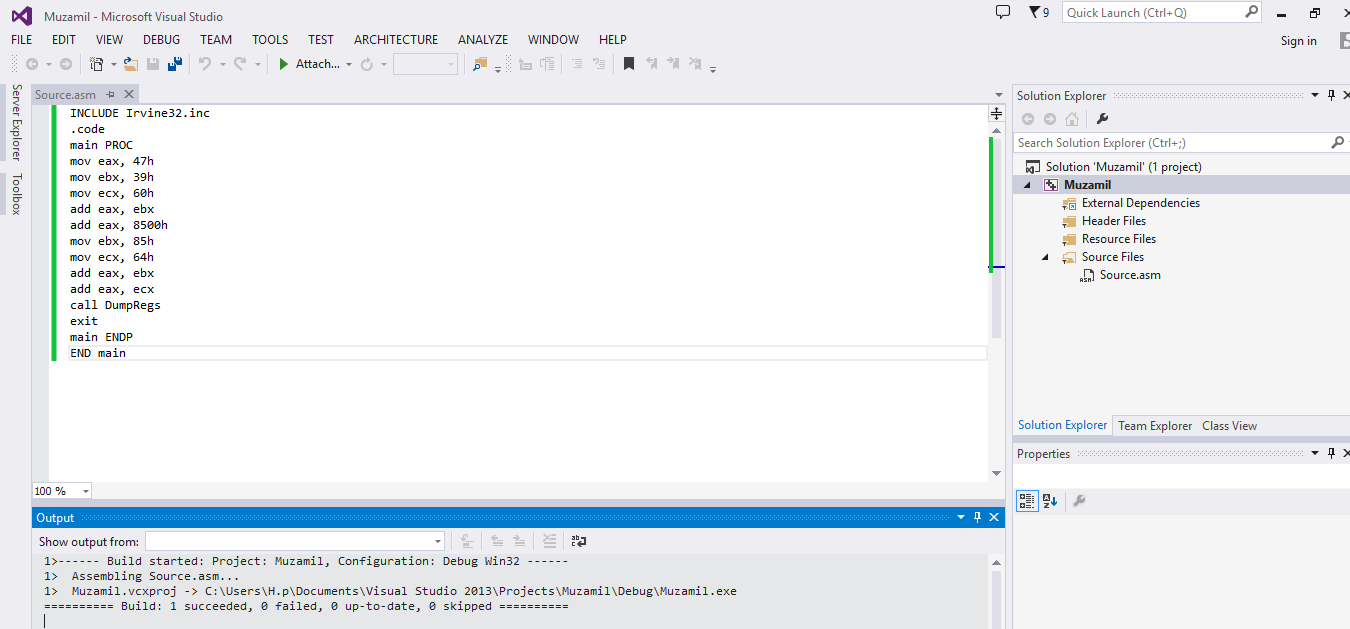 Muzamil - Microsoft Visual Studio
9
Quick Launch (Ctrl+Q)
FILE EDIT VIEW DEBUG TEAM TOOLS TEST ARCHITECTURE ANALYZE WINDOW HELP
Sign in
Attach...
Server Explorer
Toolbox
Source.asm
INCLUDE Irvine32.inc
.code
main PROC
mov eax, 47h
mov ebx, 39h
mov ecx, 60h
add eax, ebx
add eax, 8500h
mov ebx, 85h
mov ecx, 64h
add eax, ebx
add eax, ecx
call DumpRegs
exit
main ENDP
END main
100 %
Output
Show output from:
1>------ Build started: Project: Muzamil, Configuration: Debug Win32 ------
1>  Assembling Source.asm...
1>  Muzamil.vcxproj -> C:\Users\H.p\Documents\Visual Studio 2013\Projects\Muzamil\Debug\Muzamil.exe
========== Build: 1 succeeded, 0 failed, 0 up-to-date, 0 skipped ==========
Solution Explorer
Search Solution Explorer (Ctrl+;)
Solution 'Muzamil' (1 project)
Muzamil
External Dependencies
Header Files
Resource Files
Source Files
Source.asm
Solution Explorer Team Explorer Class View
Properties